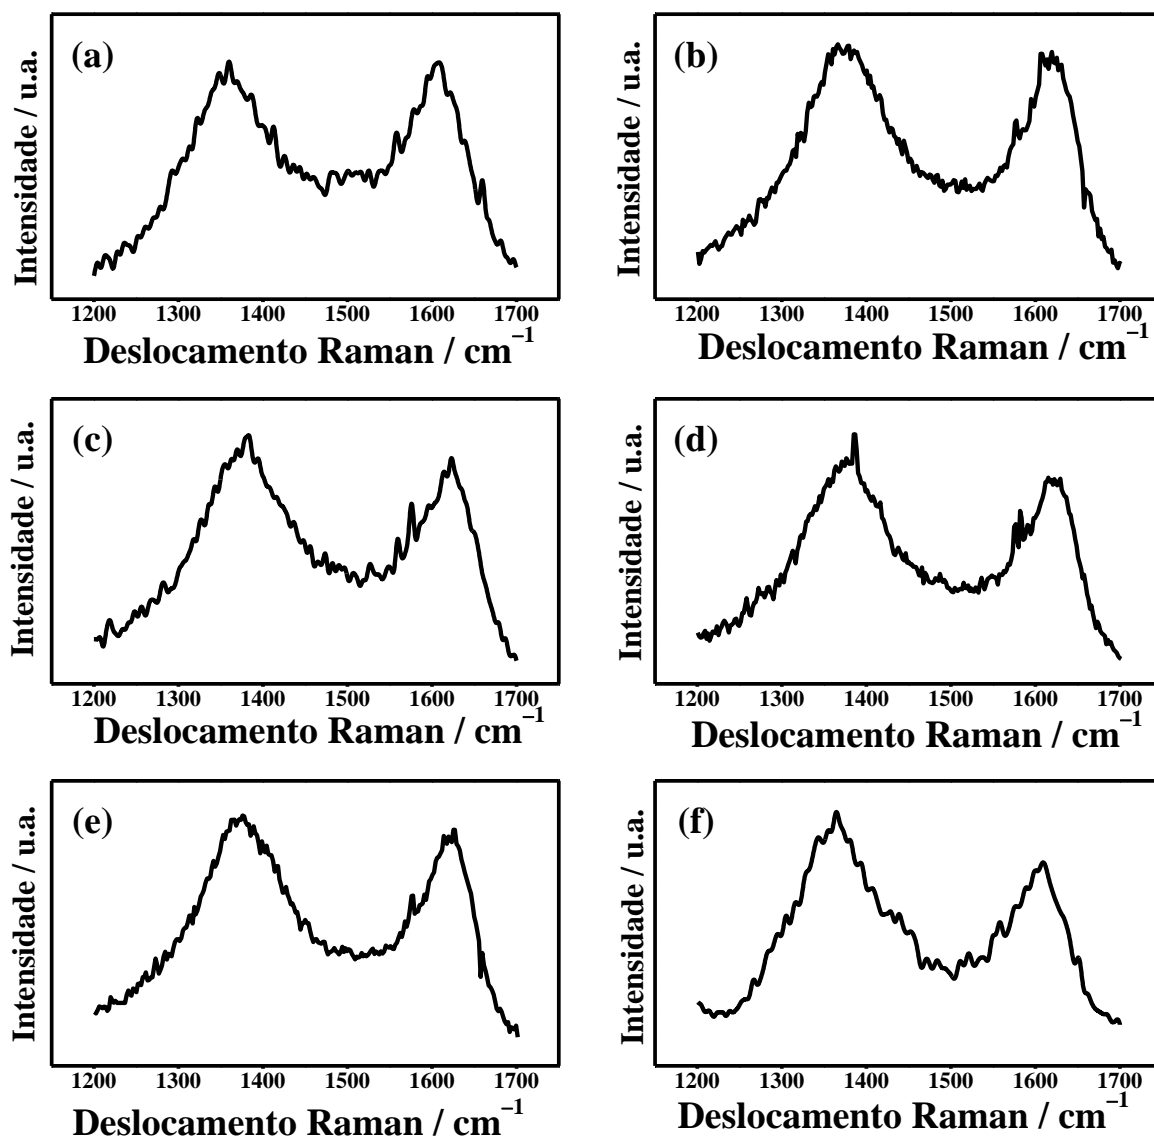 (a)
Intensidade / u.a.
1200 1300 1400 1500 1600 1700
Deslocamento Raman / cm⁻¹
(b)
Intensidade / u.a.
1200 1300 1400 1500 1600 1700
Deslocamento Raman / cm⁻¹
(c)
Intensidade / u.a.
1200 1300 1400 1500 1600 1700
Deslocamento Raman / cm⁻¹
(d)
Intensidade / u.a.
1200 1300 1400 1500 1600 1700
Deslocamento Raman / cm⁻¹
(e)
Intensidade / u.a.
1200 1300 1400 1500 1600 1700
Deslocamento Raman / cm⁻¹
(f)
Intensidade / u.a.
1200 1300 1400 1500 1600 1700
Deslocamento Raman / cm⁻¹